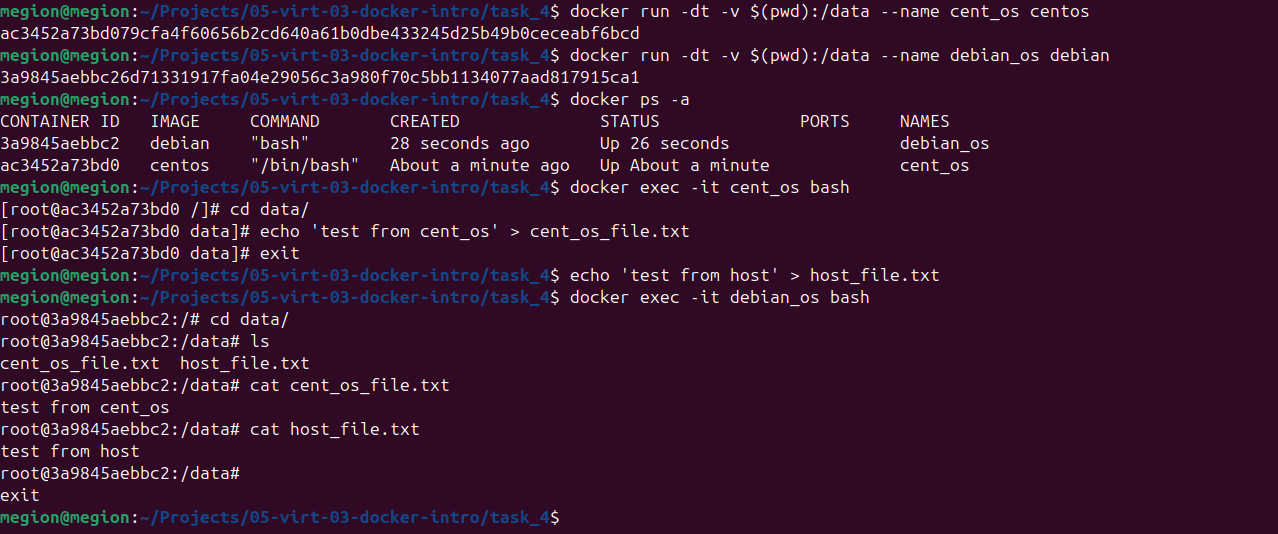 megion@megion:~/Projects/05-virt-03-docker-intro/task_4$ docker run -dt -v $(pwd):/data --name cent_os centos
ac3452a73bd079cfa4f60656b2cd640a61b0dbe433245d25b49b0ceceabf6bcd
megion@megion:~/Projects/05-virt-03-docker-intro/task_4$ docker run -dt -v $(pwd):/data --name debian_os debian
3a9845aebbc26d71331917fa04e29056c3a980f70c5bb1134077aad817915ca1
megion@megion:~/Projects/05-virt-03-docker-intro/task_4$ docker ps -a
CONTAINER ID   IMAGE     COMMAND       CREATED              STATUS              PORTS     NAMES
3a9845aebbc2   debian    "bash"        28 seconds ago       Up 26 seconds                 debian_os
ac3452a73bd0   centos    "/bin/bash"   About a minute ago   Up About a minute             cent_os
megion@megion:~/Projects/05-virt-03-docker-intro/task_4$ docker exec -it cent_os bash
[root@ac3452a73bd0 /]# cd data/
[root@ac3452a73bd0 data]# echo 'test from cent_os' > cent_os_file.txt
[root@ac3452a73bd0 data]# exit
megion@megion:~/Projects/05-virt-03-docker-intro/task_4$ echo 'test from host' > host_file.txt
megion@megion:~/Projects/05-virt-03-docker-intro/task_4$ docker exec -it debian_os bash
root@3a9845aebbc2:/# cd data/
root@3a9845aebbc2:/data# ls
cent_os_file.txt  host_file.txt
root@3a9845aebbc2:/data# cat cent_os_file.txt
test from cent_os
root@3a9845aebbc2:/data# cat host_file.txt
test from host
root@3a9845aebbc2:/data#
exit
megion@megion:~/Projects/05-virt-03-docker-intro/task_4$